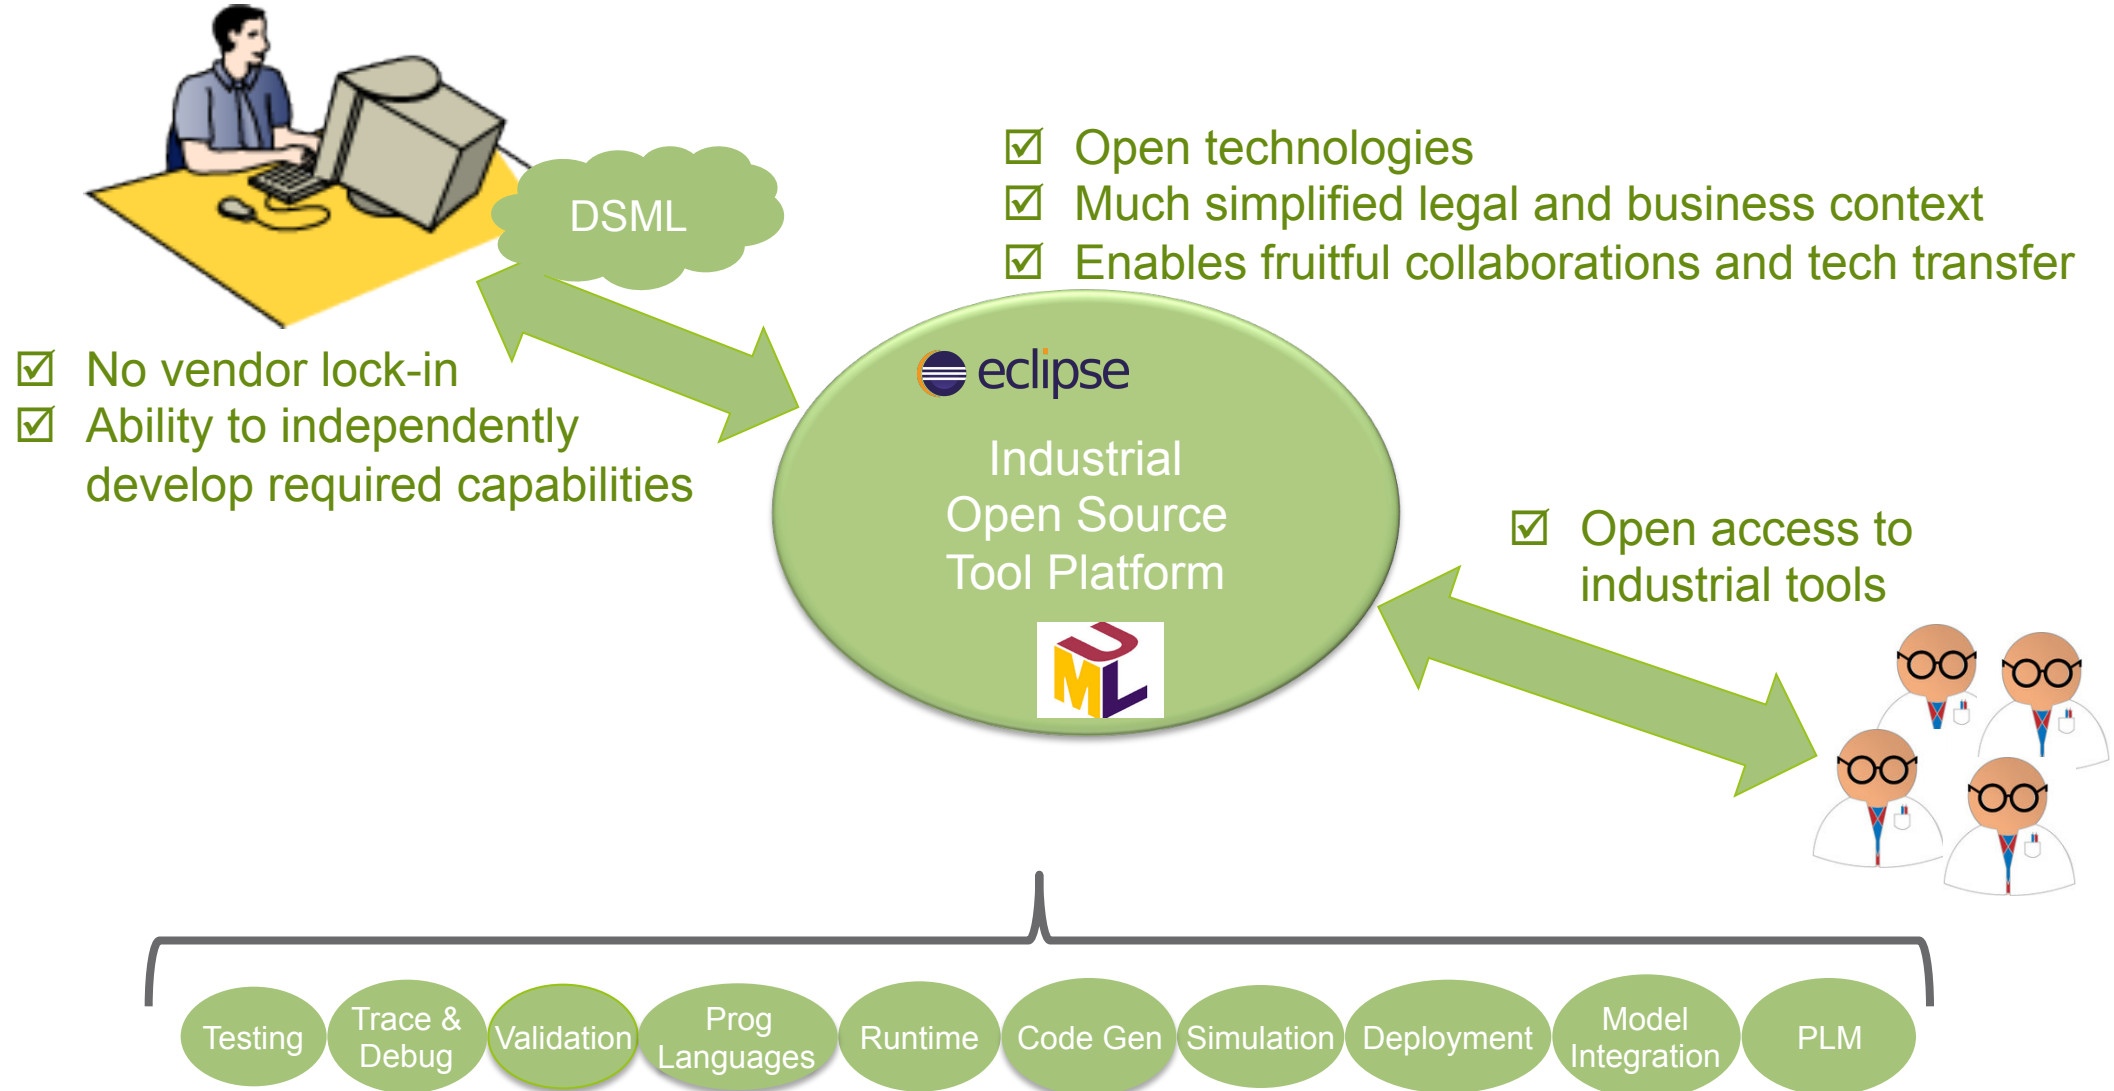 DSML
☑ Open technologies
☑ Much simplified legal and business context
☑ Enables fruitful collaborations and tech transfer
☑ No vendor lock-in
☑ Ability to independently
develop required capabilities
eclipse
Industrial
Open Source
Tool Platform
UML
☑ Open access to
industrial tools
Testing
Trace &
Debug
Validation
Prog
Languages
Runtime
Code Gen
Simulation
Deployment
Model
Integration
PLM